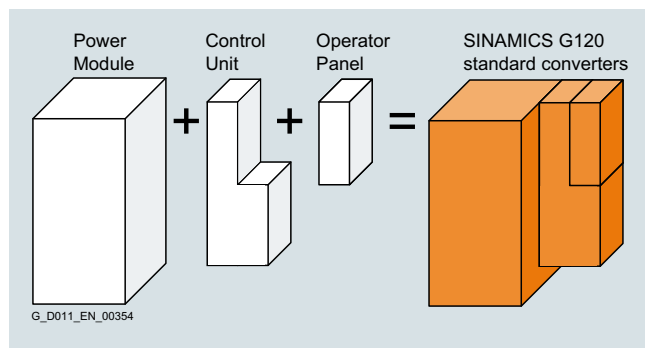 Power
Module
Control
Unit
Operator
Panel
SINAMICS G120
standard converters
+
+
=
G_D011_EN_00354